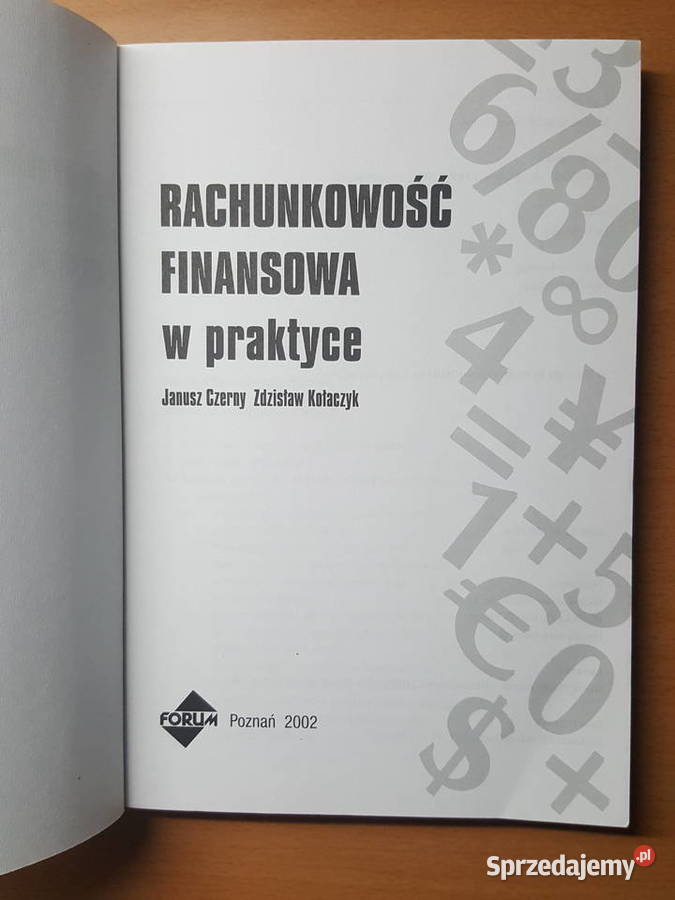 RACHUNKOWOŚĆ
FINANSOWA
w praktyce
Janusz Czerny Zdzisław Kołaczyk
FORUM Poznań 2002
Sprzedajemy.pl